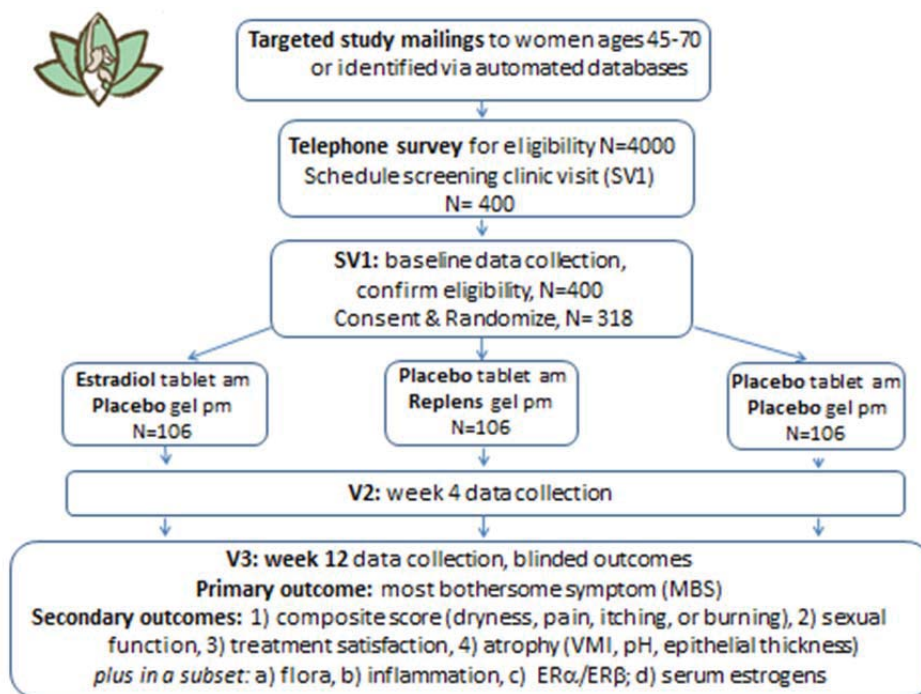 Targeted study mailings to women ages 45-70
or identified via automated databases
Telephone survey for eligibility N=4000
Schedule screening clinic visit (SV1)
N= 400
SV1: baseline data collection,
confirm eligibility, N=400
Consent & Randomize, N= 318
Estradiol tablet am
Placebo gel pm
N=106
Placebo tablet am
Replens gel pm
N=106
Placebo tablet am
Placebo gel pm
N=106
V2: week 4 data collection
V3: week 12 data collection, blinded outcomes
Primary outcome: most bothersome symptom (MBS)
Secondary outcomes: 1) composite score (dryness, pain, itching, or burning), 2) sexual
function, 3) treatment satisfaction, 4) atrophy (VMI, pH, epithelial thickness)
plus in a subset: a) flora, b) inflammation, c) ERα/ERβ; d) serum estrogens